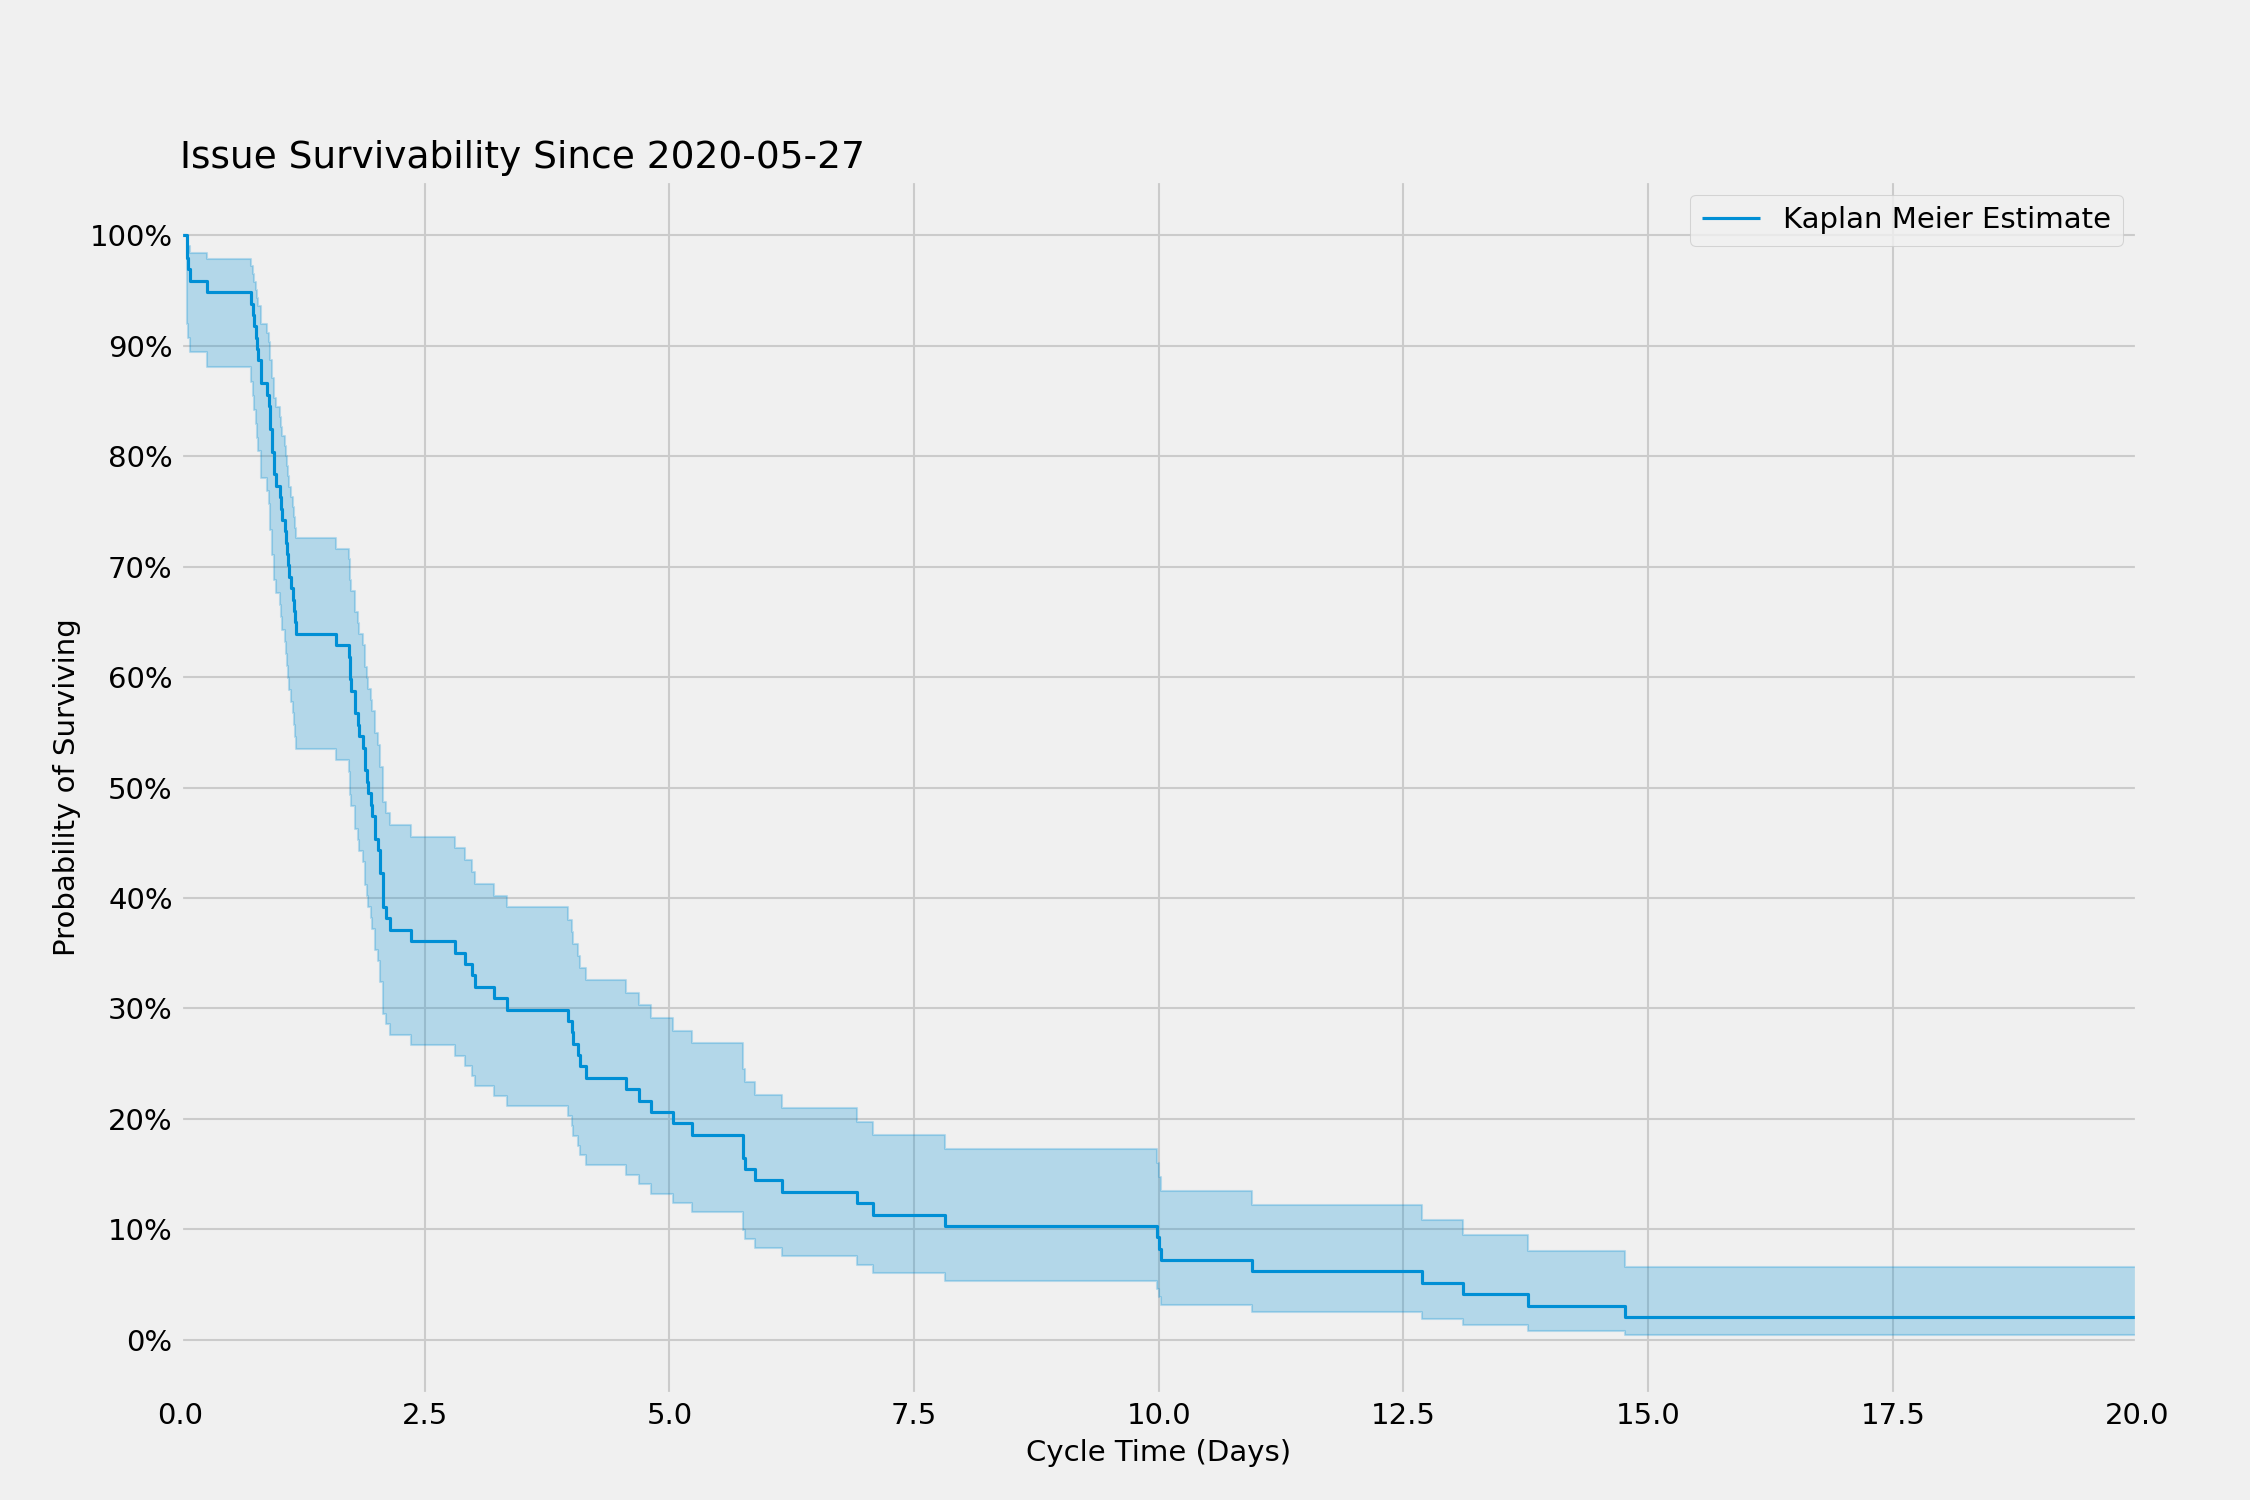 Issue Survivability Since 2020-05-27
Kaplan Meier Estimate
100%
90%
80%
70%
60%
50%
40%
30%
20%
10%
0%
Probability of Surviving
0.0 2.5 5.0 7.5 10.0 12.5 15.0 17.5 20.0
Cycle Time (Days)